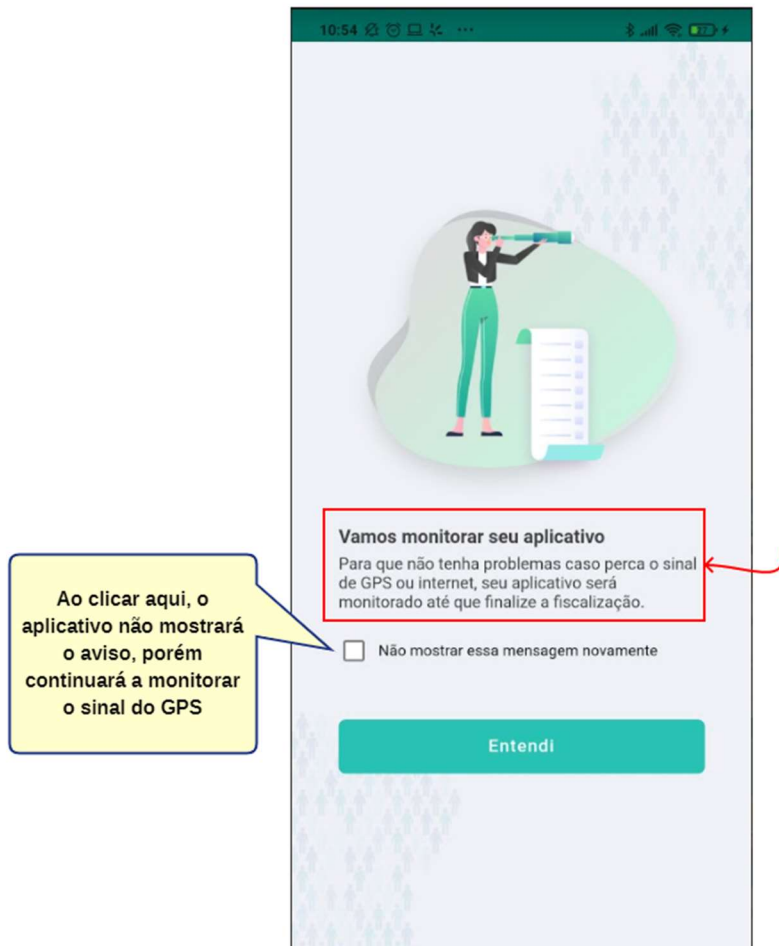 10:54
27
Vamos monitorar seu aplicativo
Para que não tenha problemas caso perca o sinal
de GPS ou internet, seu aplicativo será
monitorado até que finalize a fiscalização.
Ao clicar aqui, o
aplicativo não mostrará
o aviso, porém
continuará a monitorar
o sinal do GPS
Não mostrar essa mensagem novamente
Entendi